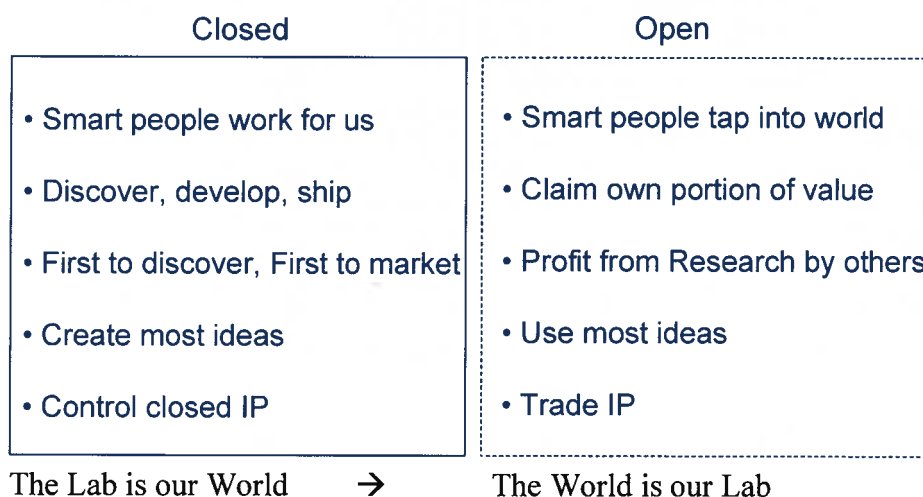 Closed
• Smart people work for us
• Discover, develop, ship
• First to discover, First to market
• Create most ideas
• Control closed IP
The Lab is our World →
Open
• Smart people tap into world
• Claim own portion of value
• Profit from Research by others
• Use most ideas
• Trade IP
The World is our Lab